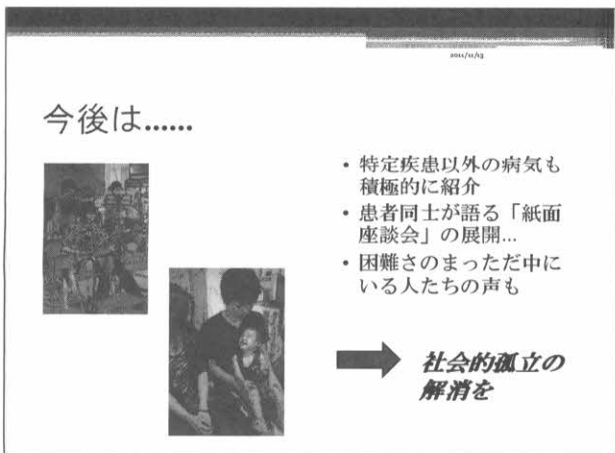 2011/11/13
今後は……
• 特定疾患以外の病気も
積極的に紹介
• 患者同士が語る「紙面
座談会」の展開…
• 困難さのまっただ中に
いる人たちの声も
社会的孤立の
解消を